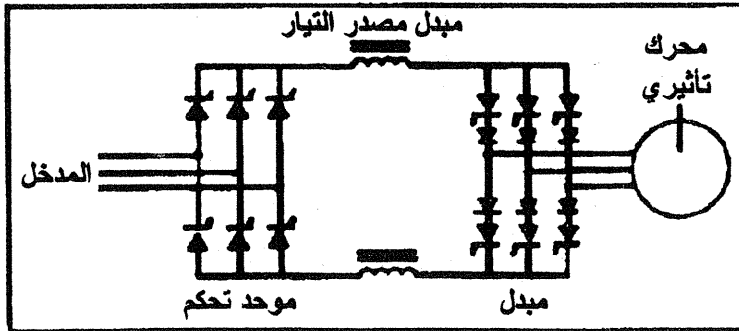 مبدل مصدر التيار
محرك
تأثيري
المدخل
موحد تحكم
مبدل